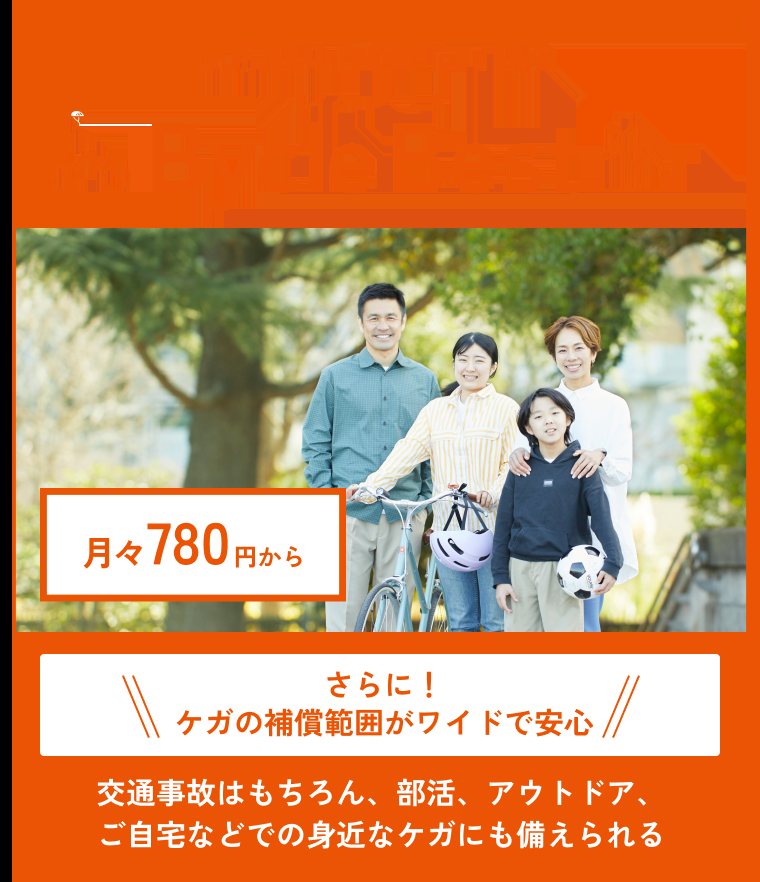 月々780円から
さらに！
ケガの補償範囲がワイドで安心
交通事故はもちろん、部活、アウトドア、
ご自宅などでの身近なケガにも備えられる